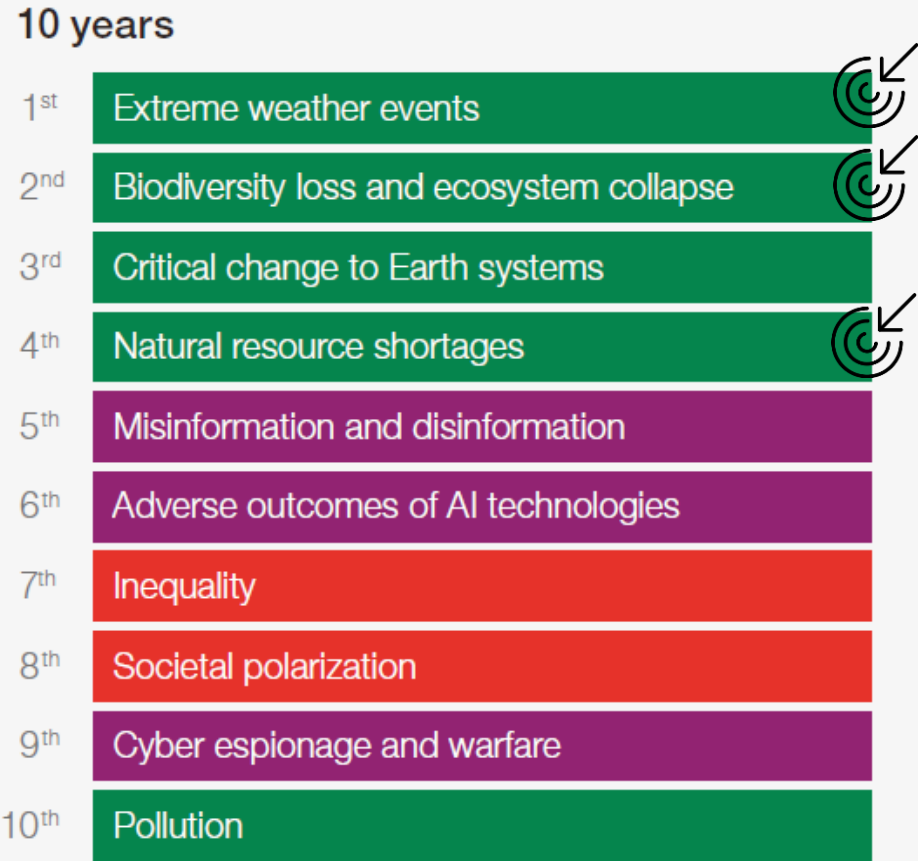 10 years
1st Extreme weather events
2nd Biodiversity loss and ecosystem collapse
3rd Critical change to Earth systems
4th Natural resource shortages
5th Misinformation and disinformation
6th Adverse outcomes of AI technologies
7th Inequality
8th Societal polarization
9th Cyber espionage and warfare
10th Pollution